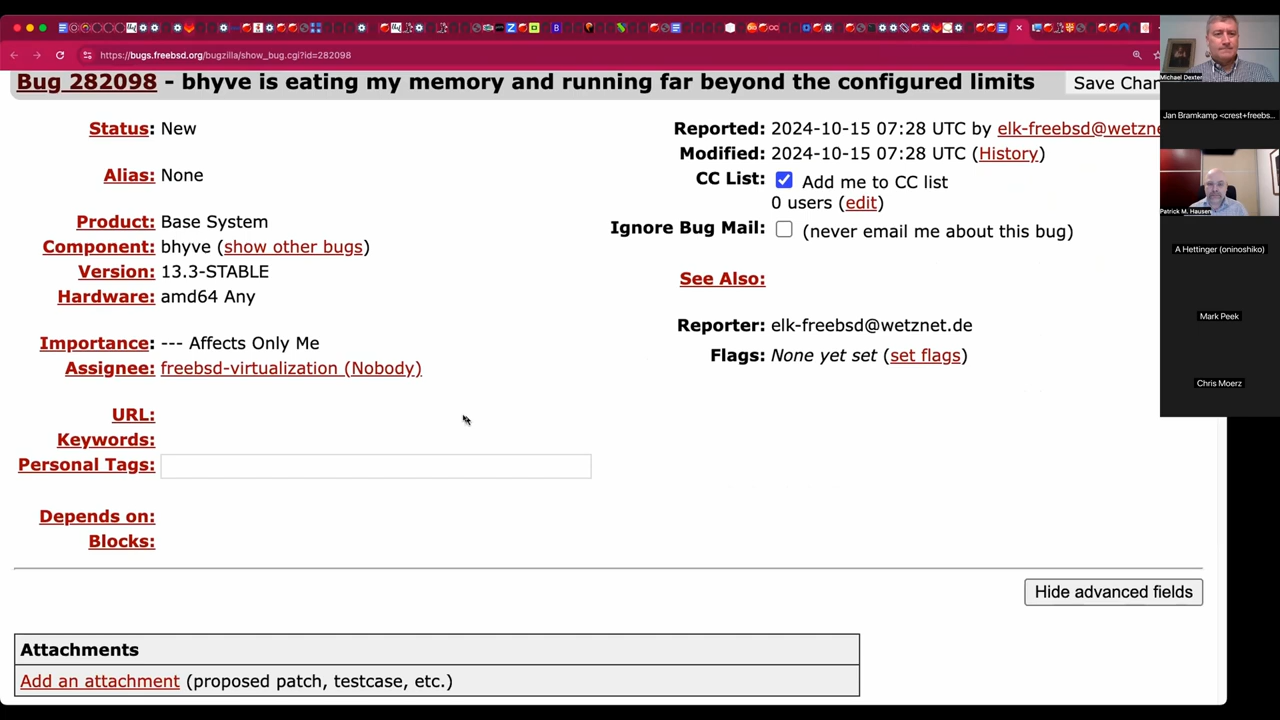 https://bugs.freebsd.org/bugzilla/show_bug.cgi?id=282098
Bug 282098 - bhyve is eating my memory and running far beyond the configured limits
Save Char
Status: New
Alias: None
Product: Base System
Component: bhyve (show other bugs)
Version: 13.3-STABLE
Hardware: amd64 Any
Importance: --- Affects Only Me
Assignee: freebsd-virtualization (Nobody)
URL:
Keywords:
Personal Tags:
Depends on:
Blocks:
Reported: 2024-10-15 07:28 UTC by elk-freebsd@wetzne
Modified: 2024-10-15 07:28 UTC (History)
CC List: Add me to CC list
0 users (edit)
Ignore Bug Mail: (never email me about this bug)
See Also:
Reporter: elk-freebsd@wetznet.de
Flags: None yet set (set flags)
Hide advanced fields
Attachments
Add an attachment (proposed patch, testcase, etc.)
Michael Dexter
Jan Bramkamp <crest+freebs...
Patrick M. Hausen
A Hettinger (oninoshiko)
Mark Peek
Chris Moerz